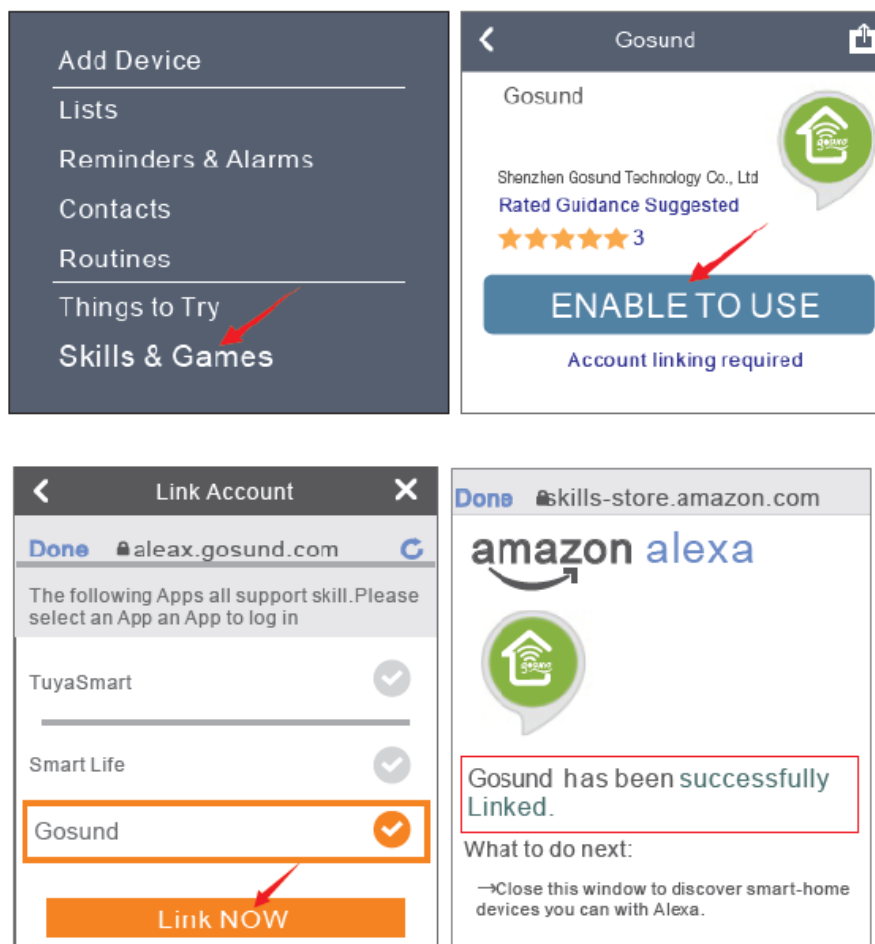 Add Device
Lists
Reminders & Alarms
Contacts
Routines
Things to Try
Skills & Games
Gosund
Gosund
gosund
Shenzhen Gosund Technology Co., Ltd
Rated Guidance Suggested
3
ENABLE TO USE
Account linking required
Link Account
Done aleax.gosund.com
The following Apps all support skill.Please
select an App an App to log in
TuyaSmart
Smart Life
Gosund
Link NOW
Done skills-store.amazon.com
amazon alexa
gosund
Gosund has been successfully
Linked.
What to do next:
→Close this window to discover smart-home
devices you can with Alexa.